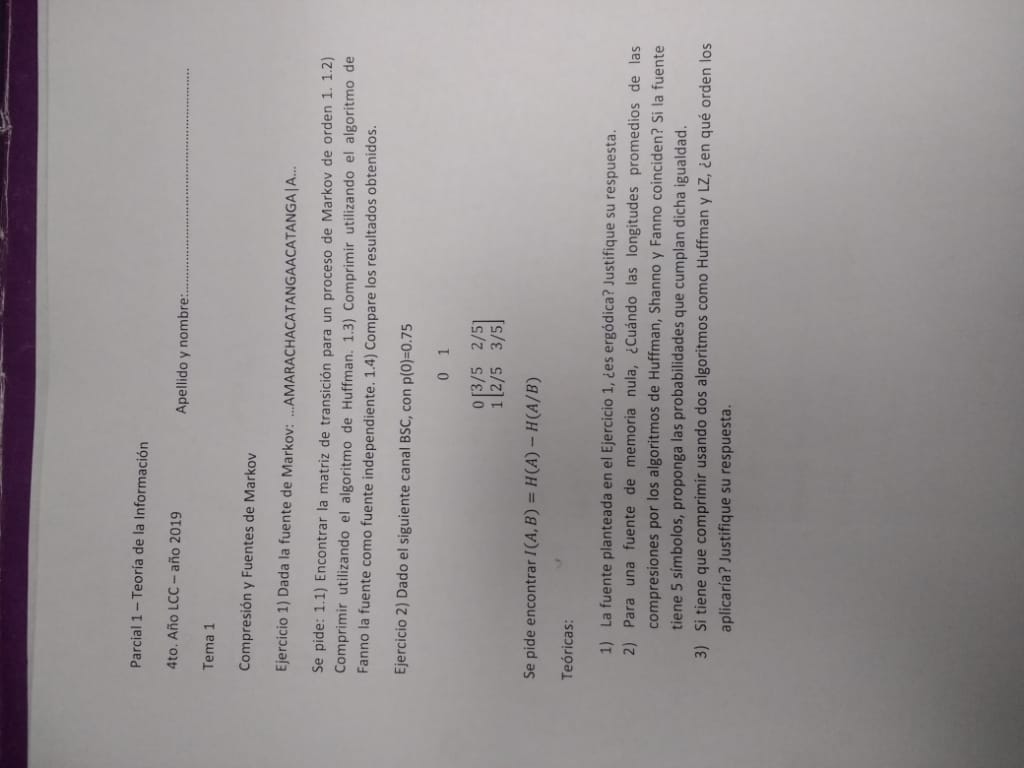 Parcial 1 – Teoría de la Información
4to. Año LCC – año 2019
Apellido y nombre:............................................................
Tema 1
Compresión y Fuentes de Markov
Ejercicio 1) Dada la fuente de Markov: ...AMARACHACATANGAACATANGA|A...
Se pide: 1.1) Encontrar la matriz de transición para un proceso de Markov de orden 1. 1.2)
Comprimir utilizando el algoritmo de Huffman. 1.3) Comprimir utilizando el algoritmo de
Fanno la fuente como fuente independiente. 1.4) Compare los resultados obtenidos.
Ejercicio 2) Dado el siguiente canal BSC, con p(0)=0.75
0 1
0 [3/5 2/5]
1 [2/5 3/5]
Se pide encontrar I(A, B) = H(A) − H(A/B)
Teóricas:
1) La fuente planteada en el Ejercicio 1, ¿es ergódica? Justifique su respuesta.
2) Para una fuente de memoria nula, ¿Cuándo las longitudes promedios de las
compresiones por los algoritmos de Huffman, Shanno y Fanno coinciden? Si la fuente
tiene 5 símbolos, proponga las probabilidades que cumplan dicha igualdad.
3) Si tiene que comprimir usando dos algoritmos como Huffman y LZ, ¿en qué orden los
aplicaría? Justifique su respuesta.